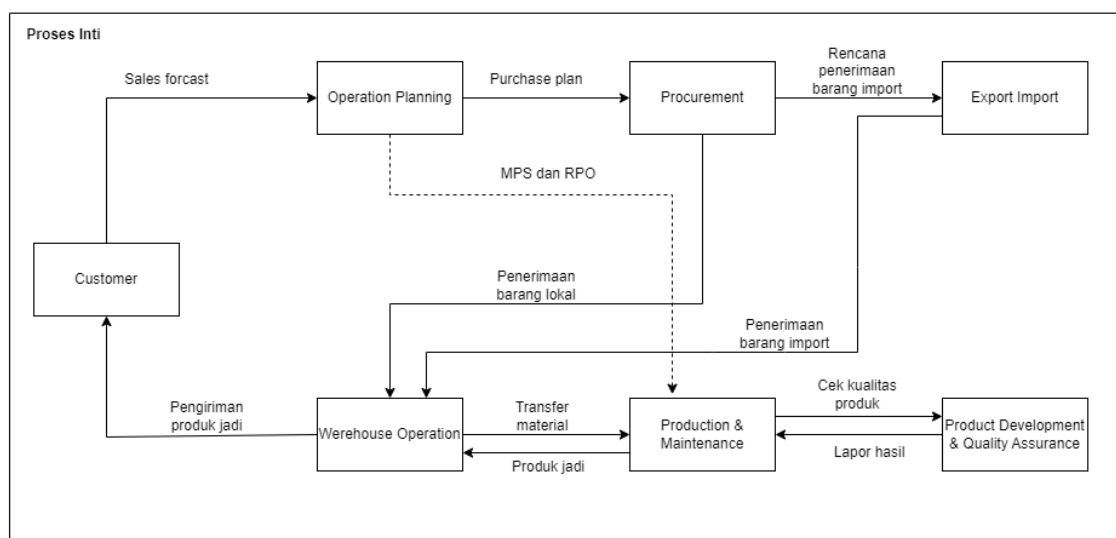 Proses Inti
Sales forcast
Operation Planning
Purchase plan
Procurement
Rencana
penerimaan
barang import
Export Import
MPS dan RPO
Customer
Penerimaan
barang lokal
Penerimaan
barang import
Pengiriman
produk jadi
Werehouse Operation
Transfer
material
Produk jadi
Production &
Maintenance
Cek kualitas
produk
Lapor hasil
Product Development
& Quality Assurance